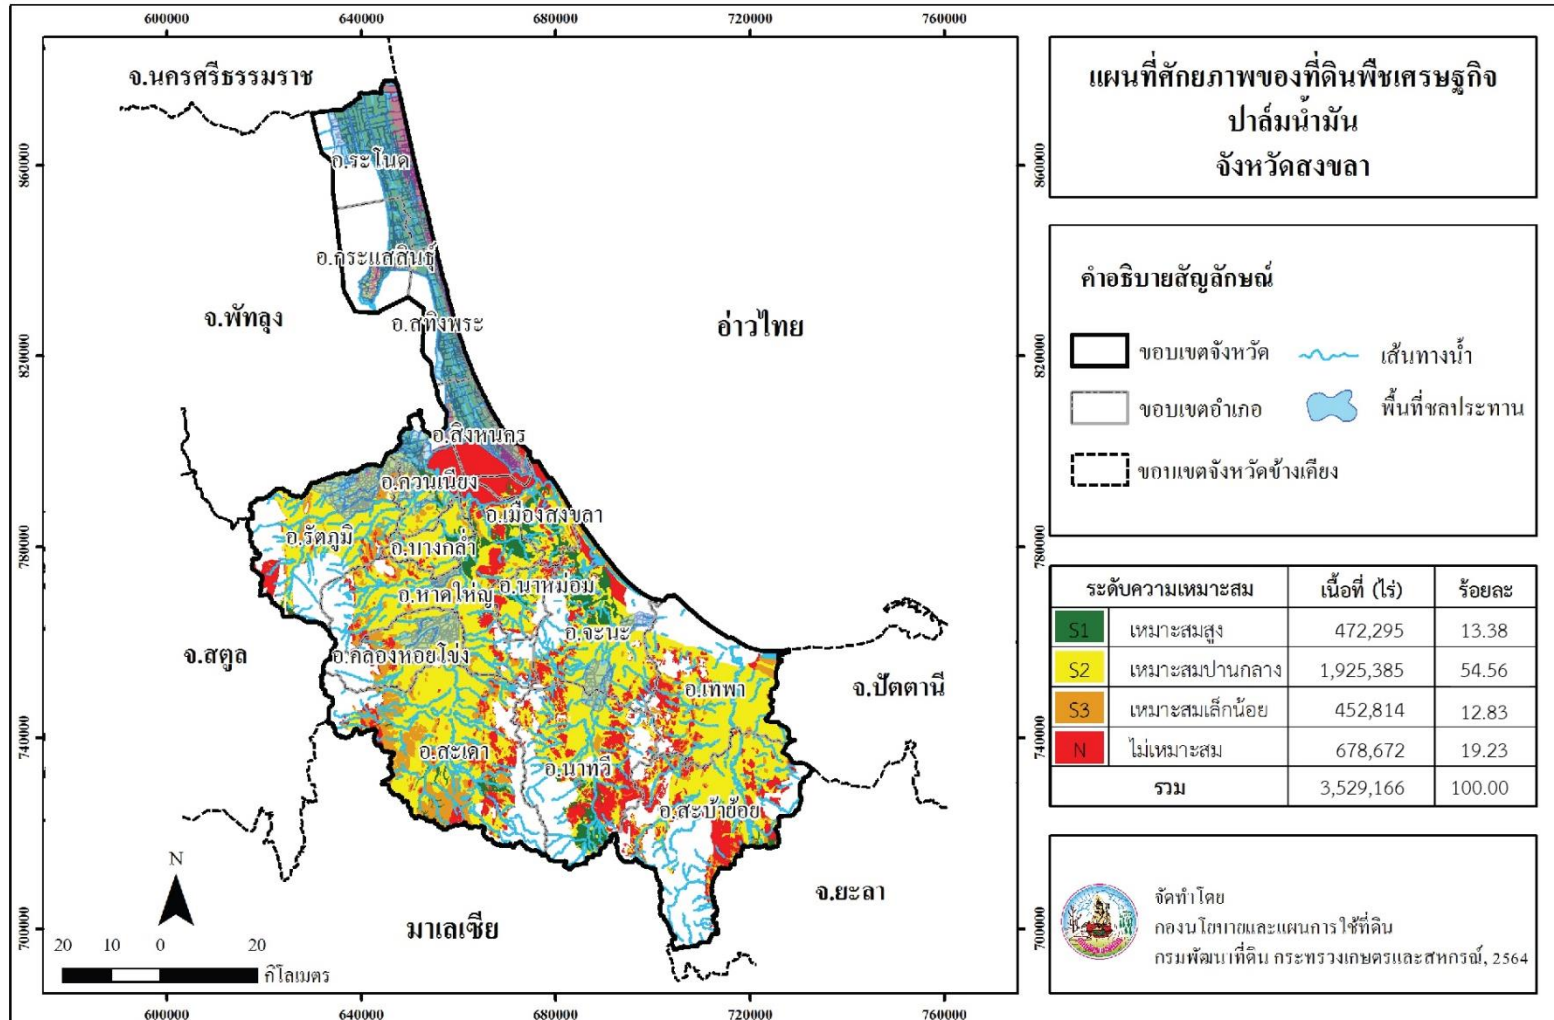 600000 640000 680000 720000 760000
จ.นครศรีธรรมราช
อ.ระโนด
อ.กระแสสินธุ์
จ.พัทลุง
อ.สทิงพระ
อ่าวไทย
อ.สิงหนคร
อ.ควนเนียง
อ.เมืองสงขลา
อ.รัตภูมิ
อ.บางกล่ำ
อ.หาดใหญ่
อ.นาหม่อม
อ.จะนะ
จ.สตูล
อ.คลองหอยโข่ง
อ.เทพา
จ.ปัตตานี
อ.สะเดา
อ.นาทวี
อ.สะบ้าย้อย
จ.ยะลา
มาเลเซีย
N
20 10 0 20
กิโลเมตร
860000
820000
780000
740000
700000
860000
820000
780000
740000
700000
600000 640000 680000 720000 760000
แผนที่ศักยภาพของที่ดินพืชเศรษฐกิจ
ปาล์มน้ำมัน
จังหวัดสงขลา
คำอธิบายสัญลักษณ์
ขอบเขตจังหวัด เส้นทางน้ำ
ขอบเขตอำเภอ พื้นที่ชลประทาน
ขอบเขตจังหวัดข้างเคียง
ระดับความเหมาะสม เนื้อที่ (ไร่) ร้อยละ
S1 เหมาะสมสูง 472,295 13.38
S2 เหมาะสมปานกลาง 1,925,385 54.56
S3 เหมาะสมเล็กน้อย 452,814 12.83
N ไม่เหมาะสม 678,672 19.23
รวม 3,529,166 100.00
จัดทำโดย
กองนโยบายและแผนการใช้ที่ดิน
กรมพัฒนาที่ดิน กระทรวงเกษตรและสหกรณ์, 2564